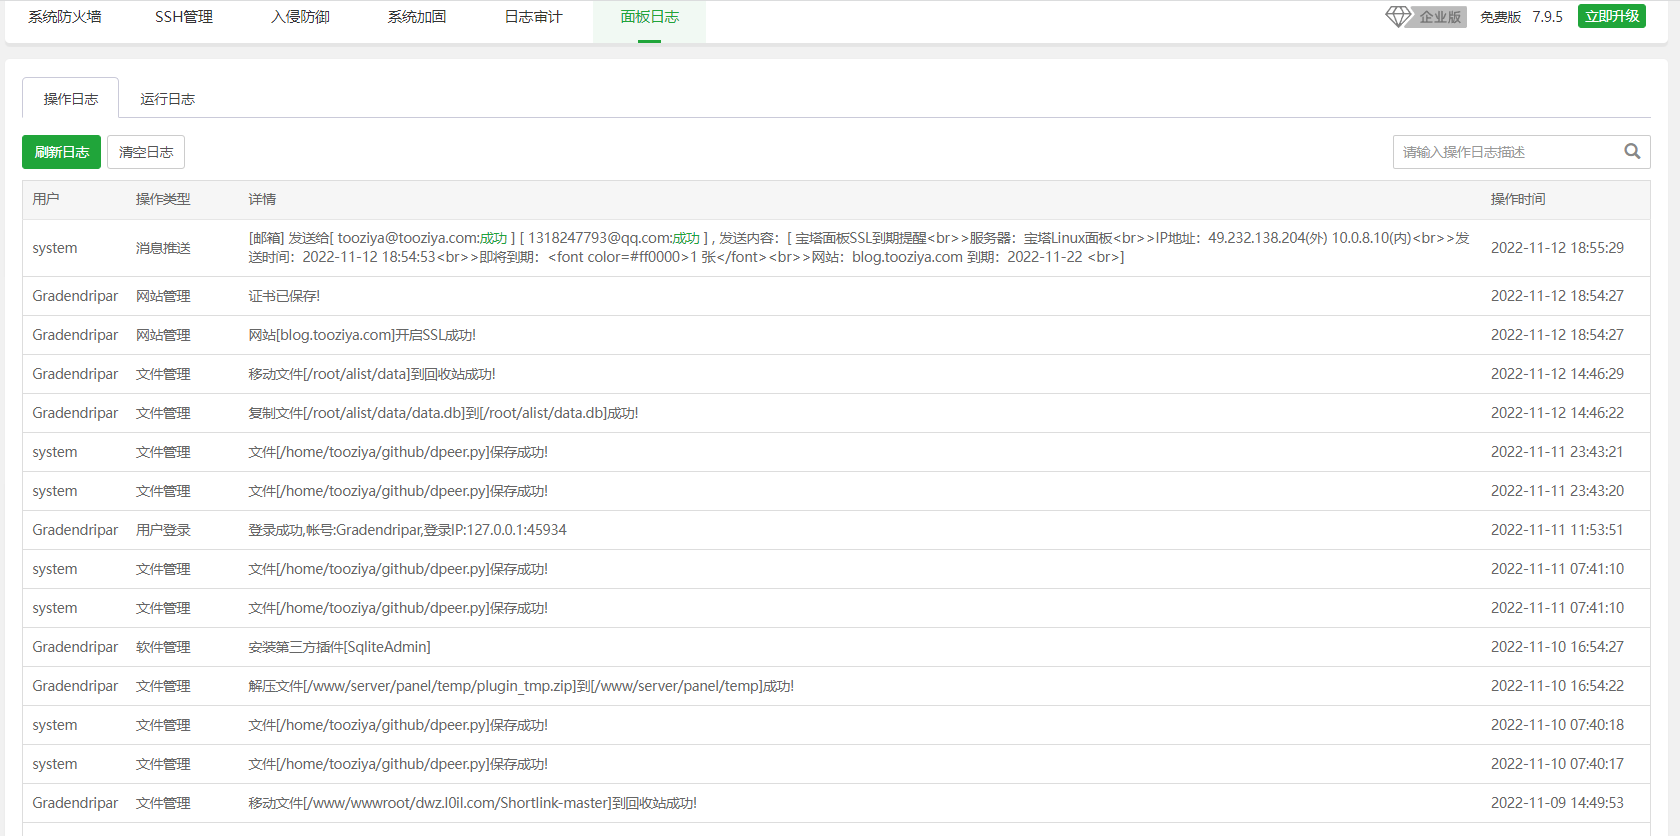 系统防火墙 SSH管理 入侵防御 系统加固 日志审计 面板日志 企业版 免费版 7.9.5 立即升级
操作日志 运行日志
刷新日志 清空日志 请输入操作日志描述
用户 操作类型 详情 操作时间
system 消息推送 [邮箱] 发送给[ tooziya@tooziya.com:成功 ] [ 1318247793@qq.com:成功 ] , 发送内容：[ 宝塔面板SSL到期提醒<br>>服务器：宝塔Linux面板<br>>IP地址：49.232.138.204(外) 10.0.8.10(内)<br>>发
送时间：2022-11-12 18:54:53<br>>即将到期：<font color=#ff0000>1 张</font><br>>网站：blog.tooziya.com 到期：2022-11-22 <br>] 2022-11-12 18:55:29
Gradendripar 网站管理 证书已保存! 2022-11-12 18:54:27
Gradendripar 网站管理 网站[blog.tooziya.com]开启SSL成功! 2022-11-12 18:54:27
Gradendripar 文件管理 移动文件[/root/alist/data]到回收站成功! 2022-11-12 14:46:29
Gradendripar 文件管理 复制文件[/root/alist/data/data.db]到[/root/alist/data.db]成功! 2022-11-12 14:46:22
system 文件管理 文件[/home/tooziya/github/dpeer.py]保存成功! 2022-11-11 23:43:21
system 文件管理 文件[/home/tooziya/github/dpeer.py]保存成功! 2022-11-11 23:43:20
Gradendripar 用户登录 登录成功,帐号:Gradendripar,登录IP:127.0.0.1:45934 2022-11-11 11:53:51
system 文件管理 文件[/home/tooziya/github/dpeer.py]保存成功! 2022-11-11 07:41:10
system 文件管理 文件[/home/tooziya/github/dpeer.py]保存成功! 2022-11-11 07:41:10
Gradendripar 软件管理 安装第三方插件[SqliteAdmin] 2022-11-10 16:54:27
Gradendripar 文件管理 解压文件[/www/server/panel/temp/plugin_tmp.zip]到[/www/server/panel/temp]成功! 2022-11-10 16:54:22
system 文件管理 文件[/home/tooziya/github/dpeer.py]保存成功! 2022-11-10 07:40:18
system 文件管理 文件[/home/tooziya/github/dpeer.py]保存成功! 2022-11-10 07:40:17
Gradendripar 文件管理 移动文件[/www/wwwroot/dwz.l0il.com/Shortlink-master]到回收站成功! 2022-11-09 14:49:53